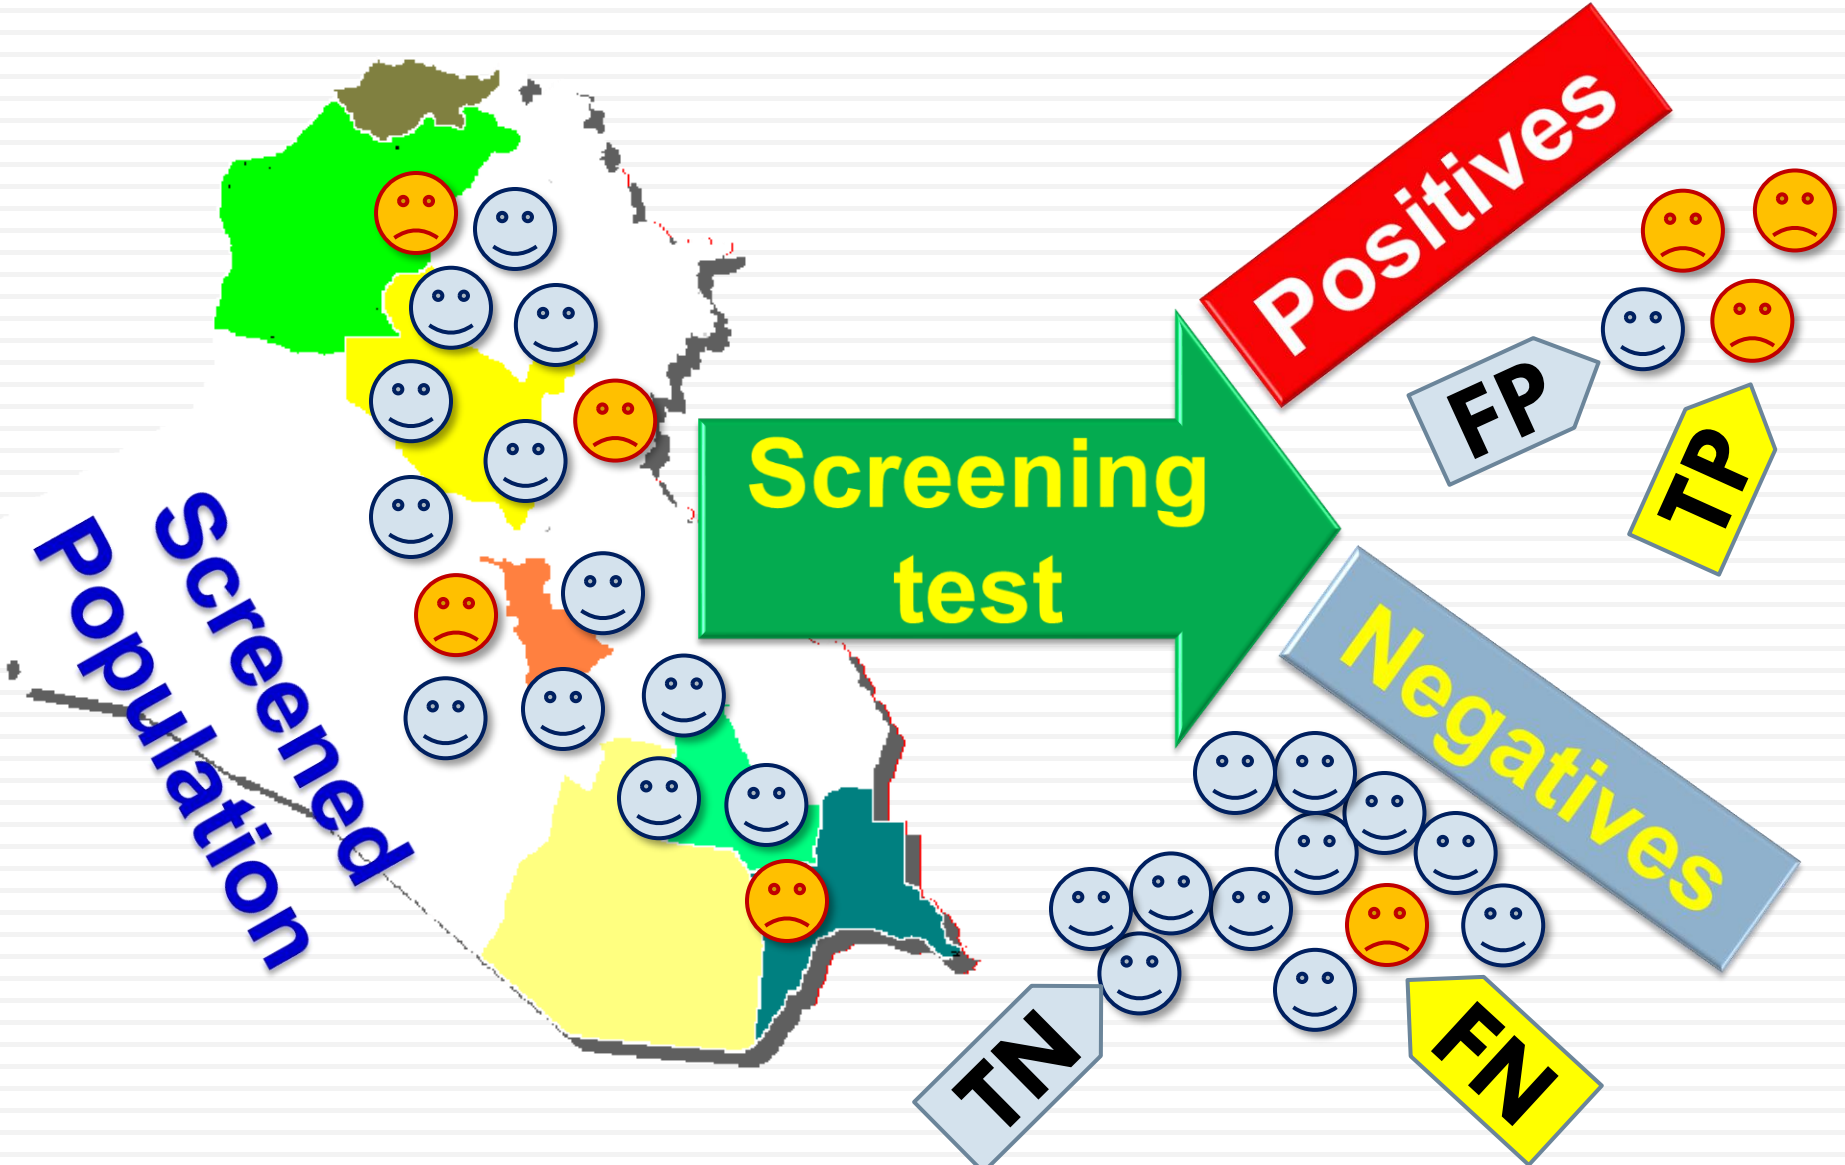 Screened
Population
Screening
test
Positives
FP
TP
Negatives
TN
FN